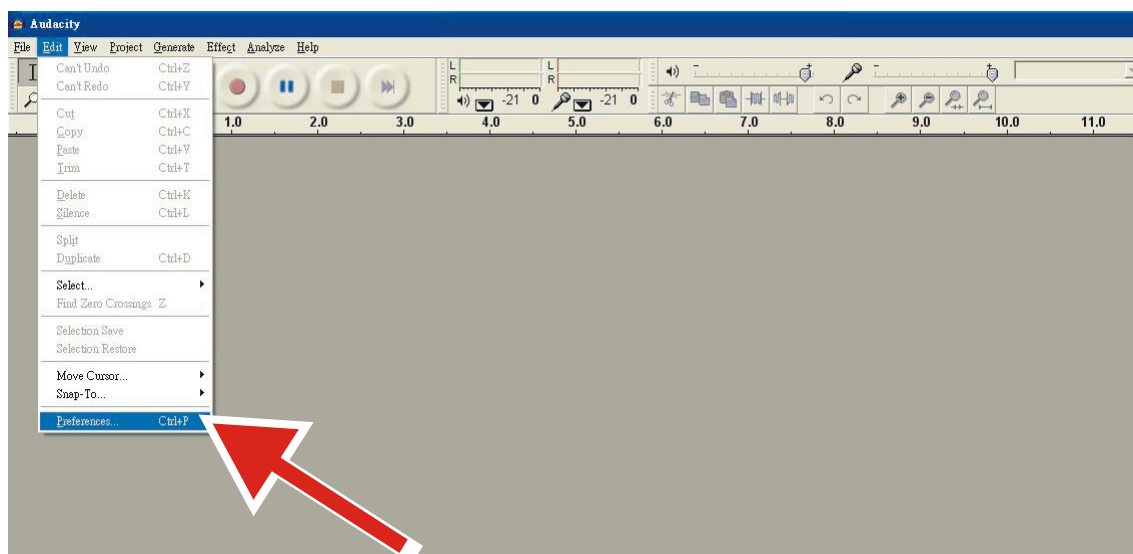 Audacity
File Edit View Project Generate Effect Analyze Help
Can't Undo Ctrl+Z
Can't Redo Ctrl+Y
Cut Ctrl+X
Copy Ctrl+C
Paste Ctrl+V
Trim Ctrl+T
Delete Ctrl+K
Silence Ctrl+L
Split
Duplicate Ctrl+D
Select...
Find Zero Crossings Z
Selection Save
Selection Restore
Move Cursor...
Snap-To...
Preferences... Ctrl+P
L L
R R
-21 0 -21 0
1.0 2.0 3.0 4.0 5.0 6.0 7.0 8.0 9.0 10.0 11.0